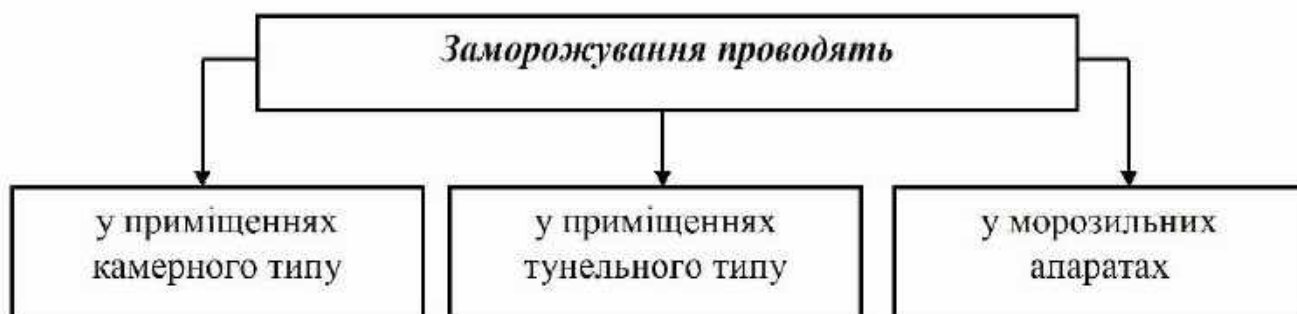 Заморожування проводять
у приміщеннях
камерного типу
у приміщеннях
тунельного типу
у морозильних
апаратах